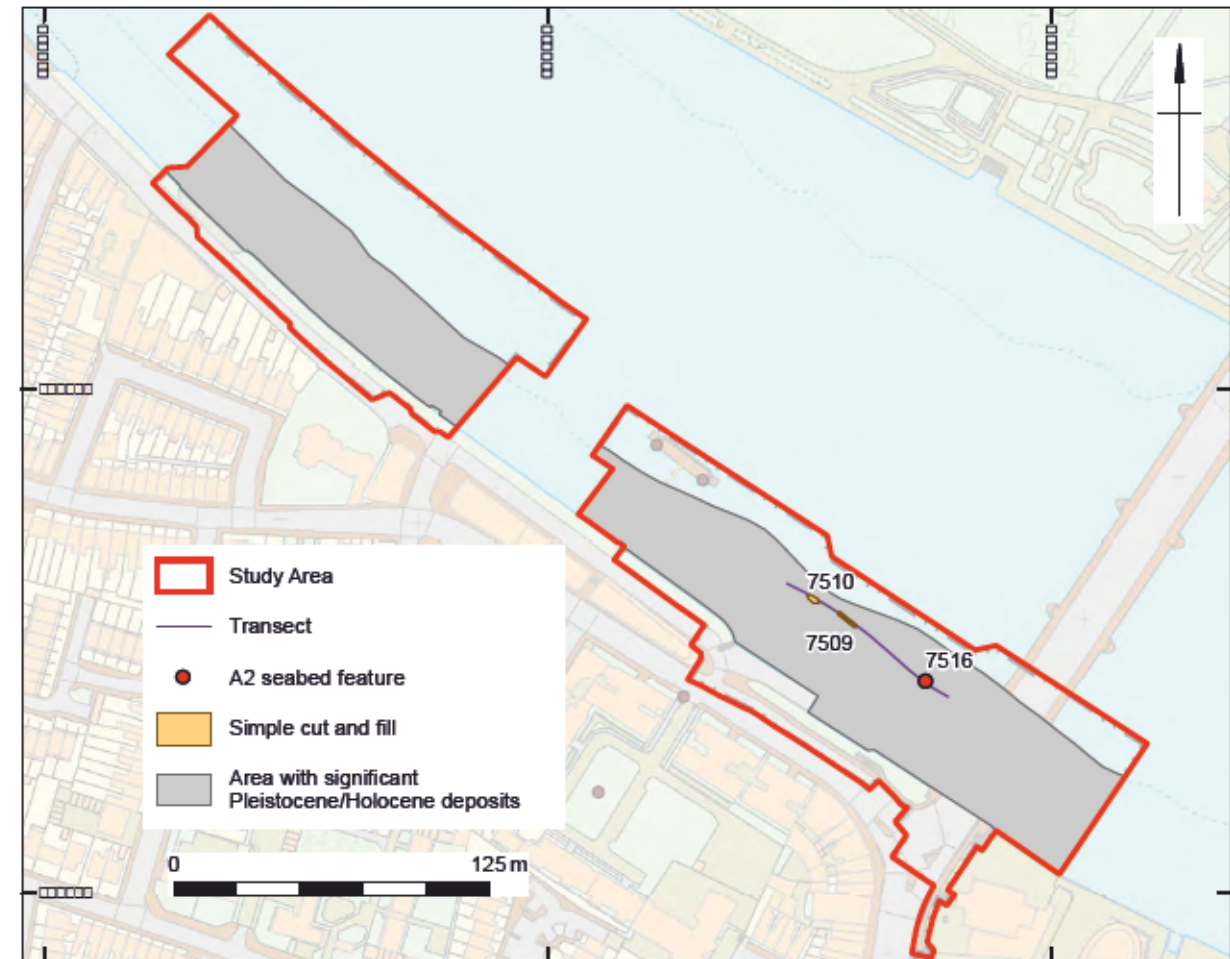 7510
7509
7516
Study Area
Transect
A2 seabed feature
Simple cut and fill
Area with significant
Pleistocene/Holocene deposits
0 125 m